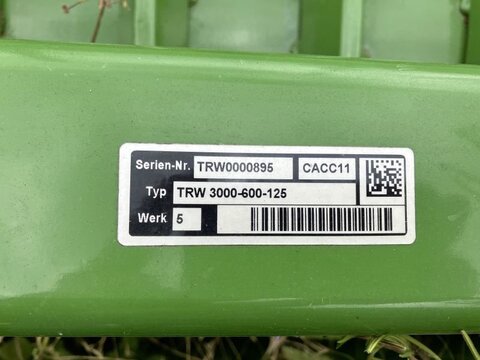 Serien-Nr. TRW0000895 CACC11
Typ TRW 3000-600-125
Werk 5